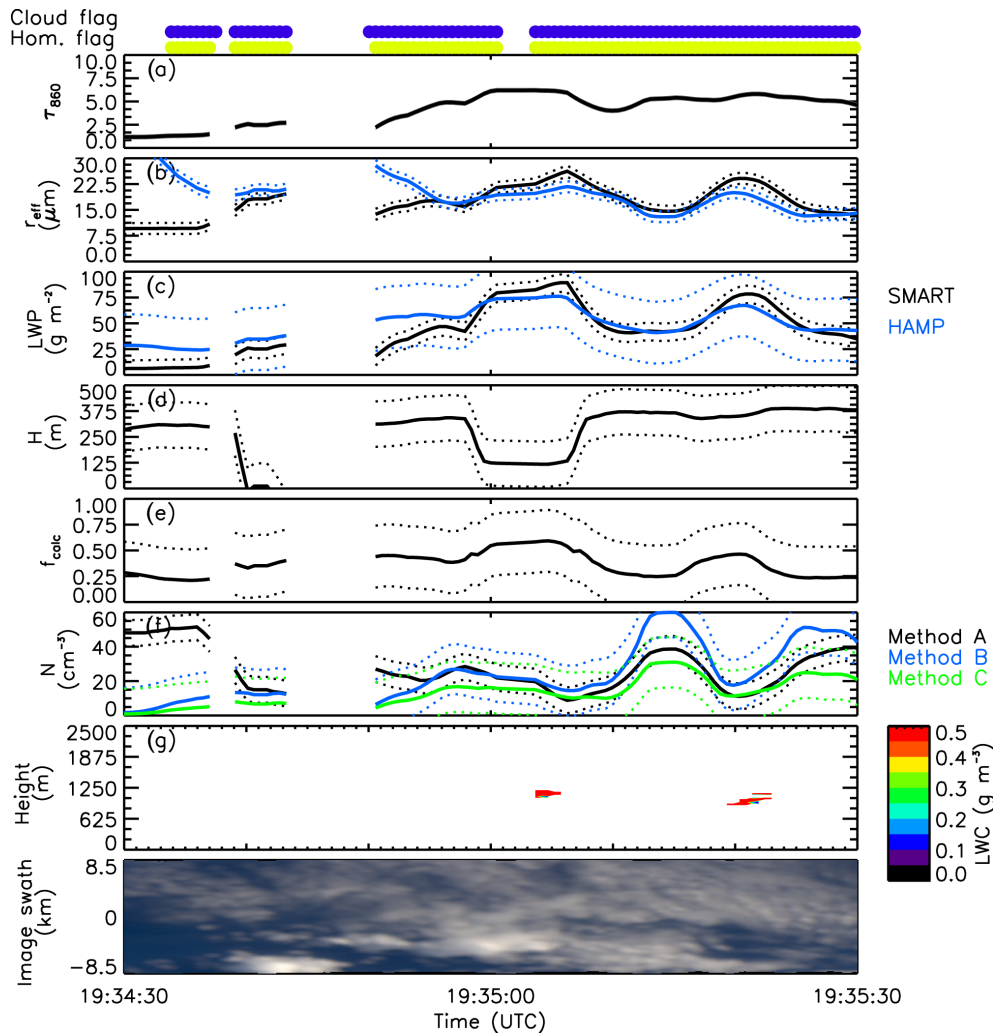 Cloud flag
Hom. flag
(a)
10.0
7.5
5.0
2.5
0.0
τ860
(b)
30.0
22.5
15.0
7.5
0.0
reff
(μm)
(c)
100
75
50
25
0
LWP
(g m⁻²)
SMART
HAMP
(d)
500
375
250
125
0
H
(m)
(e)
1.00
0.75
0.50
0.25
0.00
fcalc
(f)
60
40
20
0
N
(cm⁻³)
Method A
Method B
Method C
(g)
2500
1875
1250
625
0
Height
(m)
0.5
0.4
0.3
0.2
0.1
0.0
LWC (g m⁻³)
8.5
0
−8.5
Image swath
(km)
19:34:30
19:35:00
19:35:30
Time (UTC)